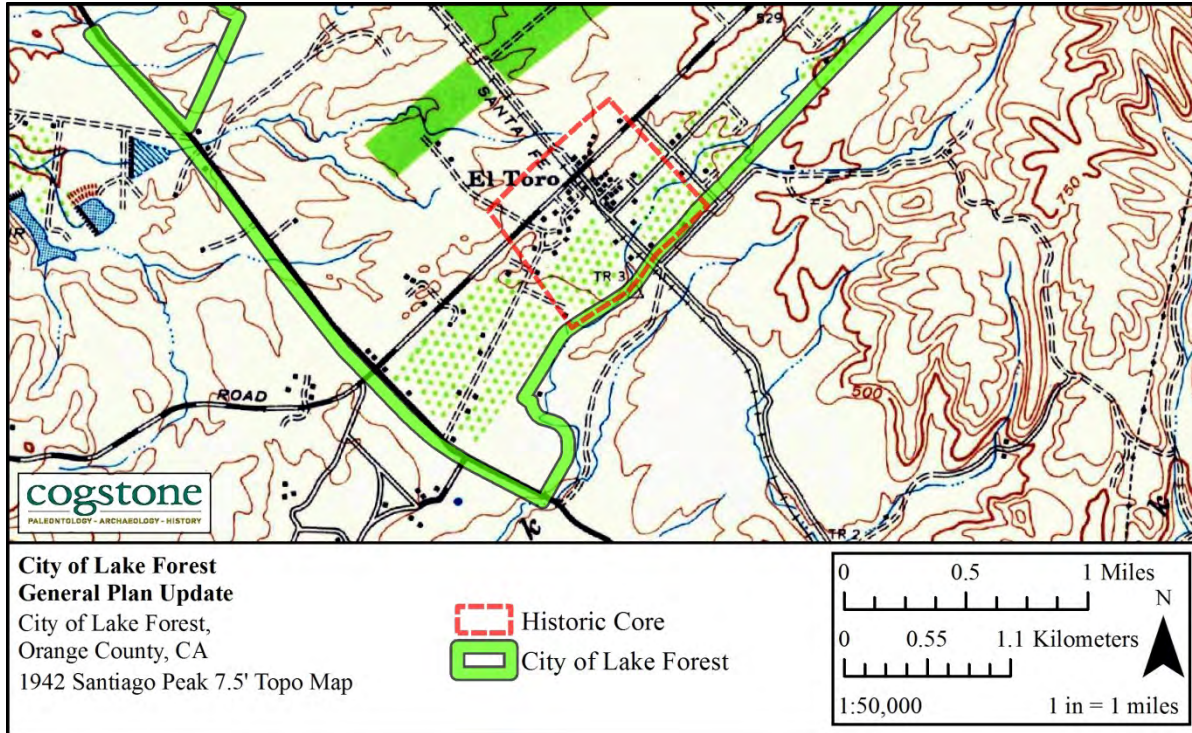 529
SANTA F
El Toro
750
TR 3
500
ROAD
TR 2
cogstone
PALEONTOLOGY - ARCHAEOLOGY - HISTORY
City of Lake Forest
General Plan Update
City of Lake Forest,
Orange County, CA
1942 Santiago Peak 7.5' Topo Map
Historic Core
City of Lake Forest
0 0.5 1 Miles
0 0.55 1.1 Kilometers
N
1:50,000 1 in = 1 miles